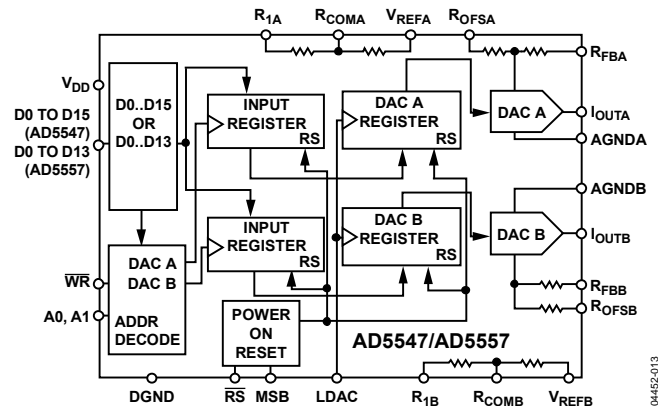 R1A RCOMA VREFA ROFSA
RFBA
VDD
D0 TO D15
(AD5547)
D0 TO D13
(AD5557)
D0..D15
OR
D0..D13
INPUT
REGISTER
RS
DAC A
REGISTER
RS
DAC A
IOUTA
AGNDA
AGNDB
INPUT
REGISTER
RS
DAC B
REGISTER
RS
DAC B
IOUTB
RFBB
ROFSB
WR
A0, A1
DAC A
DAC B
ADDR
DECODE
POWER
ON
RESET
AD5547/AD5557
DGND RS MSB LDAC R1B RCOMB VREFB
04452-013